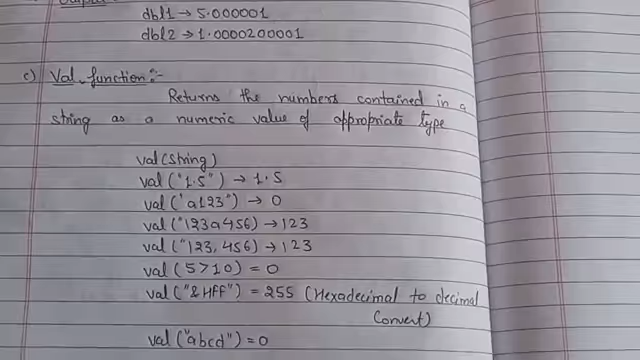 Output
dbl1 → 5.000001
dbl2 → 1.0000200001
c) Val function:-
Returns the numbers contained in a
string as a numeric value of appropriate type
val(string)
val("1.5") → 1.5
val("a123") → 0
val("123a456) → 123
val("123,456) → 123
val(5710) = 0
val("&HFF") = 255 (Hexadecimal to decimal
Convert)
val("abcd") = 0